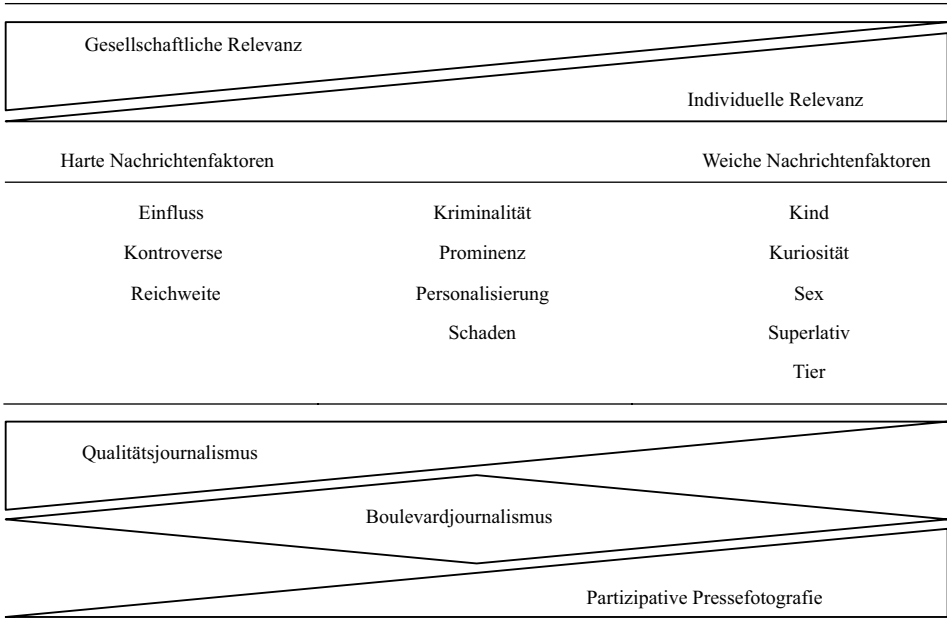 Gesellschaftliche Relevanz
Individuelle Relevanz
Harte Nachrichtenfaktoren Weiche Nachrichtenfaktoren
Einfluss Kriminalität Kind
Kontroverse Prominenz Kuriosität
Reichweite Personalisierung Sex
Schaden Superlativ
Tier
Qualitätsjournalismus
Boulevardjournalismus
Partizipative Pressefotografie